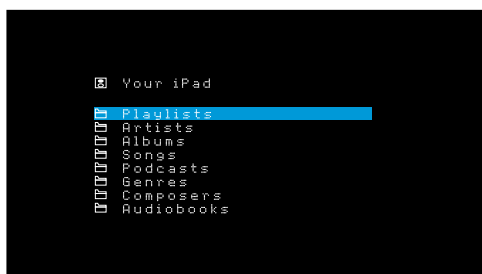 Your iPad
Playlists
Artists
Albums
Songs
Podcasts
Genres
Composers
Audiobooks